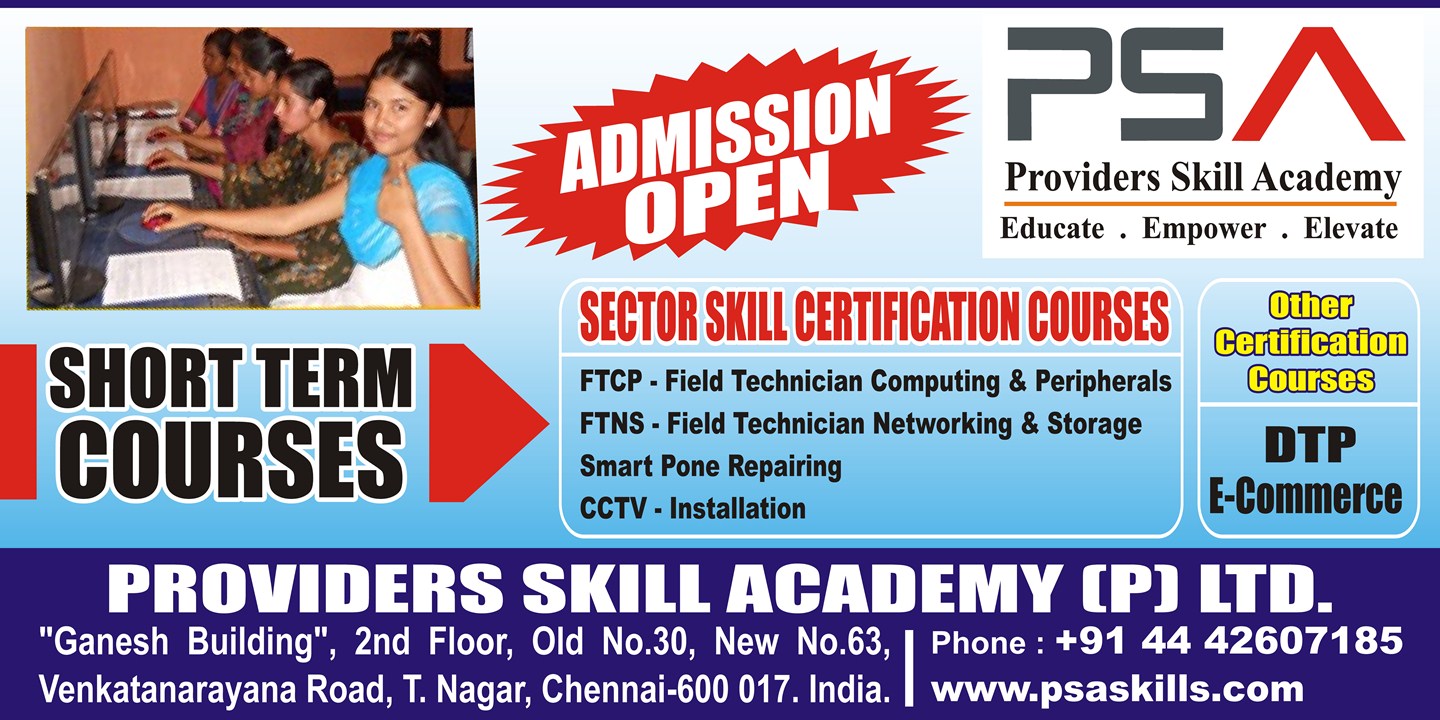 ADMISSION
OPEN
PSA
Providers Skill Academy
Educate . Empower . Elevate
SHORT TERM
COURSES
SECTOR SKILL CERTIFICATION COURSES
FTCP - Field Technician Computing & Peripherals
FTNS - Field Technician Networking & Storage
Smart Pone Repairing
CCTV - Installation
Other
Certification
Courses
DTP
E-Commerce
PROVIDERS SKILL ACADEMY (P) LTD.
"Ganesh Building", 2nd Floor, Old No.30, New No.63,
Venkatanarayana Road, T. Nagar, Chennai-600 017. India.
Phone : +91 44 42607185
www.psaskills.com